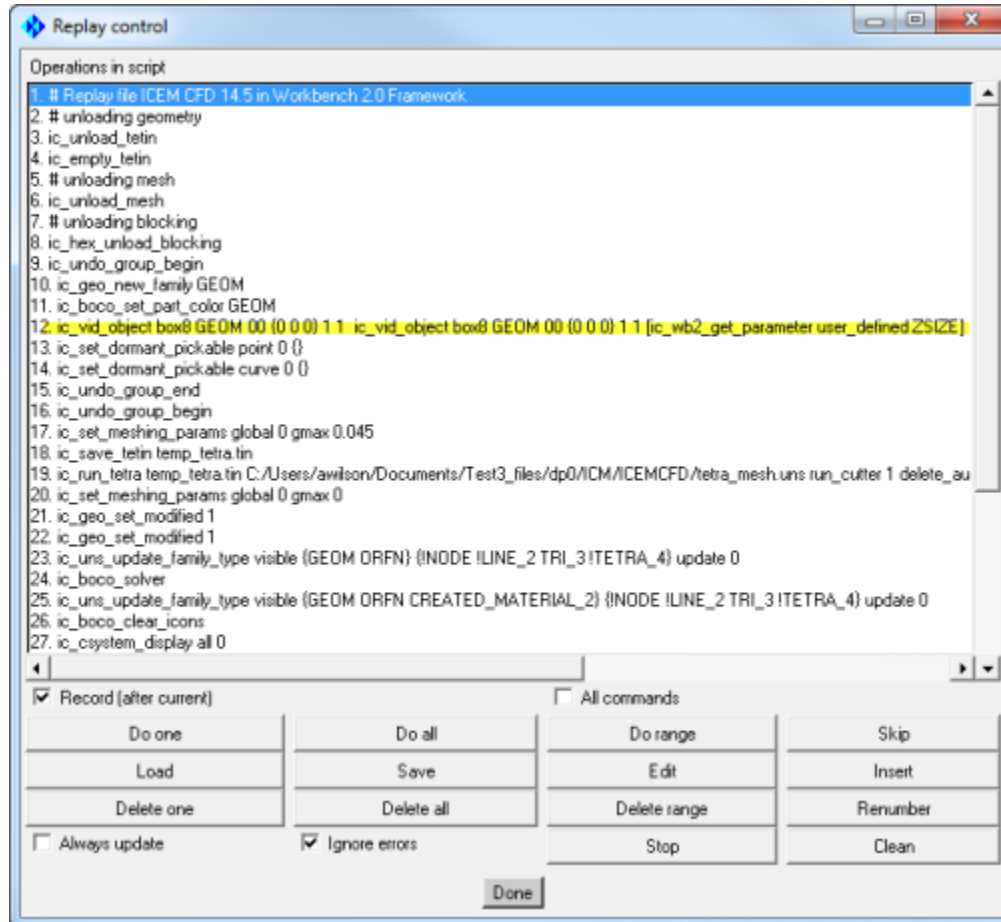 Replay control
Operations in script
1. # Replay file ICEM CFD 14.5 in Workbench 2.0 Framework
2. # unloading geometry
3. ic_unload_tetin
4. ic_empty_tetin
5. # unloading mesh
6. ic_unload_mesh
7. # unloading blocking
8. ic_hex_unload_blocking
9. ic_undo_group_begin
10. ic_geo_new_family GEOM
11. ic_boco_set_part_color GEOM
12. ic_vid_object box8 GEOM 00 {0 0 0} 1 1 ic_vid_object box8 GEOM 00 {0 0 0} 1 1 [ic_wb2_get_parameter user_defined ZSIZE]
13. ic_set_dormant_pickable point 0 {}
14. ic_set_dormant_pickable curve 0 {}
15. ic_undo_group_end
16. ic_undo_group_begin
17. ic_set_meshing_params global 0 gmax 0.045
18. ic_save_tetin temp_tetra.tin
19. ic_run_tetra temp_tetra.tin C:/Users/awilson/Documents/Test3_files/dp0/ICM/ICEMCFD/tetra_mesh.uns run_cutter 1 delete_au
20. ic_set_meshing_params global 0 gmax 0
21. ic_geo_set_modified 1
22. ic_geo_set_modified 1
23. ic_uns_update_family_type visible {GEOM ORFN} {!NODE !LINE_2 TRI_3 !TETRA_4} update 0
24. ic_boco_solver
25. ic_uns_update_family_type visible {GEOM ORFN CREATED_MATERIAL_2} {!NODE !LINE_2 TRI_3 !TETRA_4} update 0
26. ic_boco_clear_icons
27. ic_csystem_display all 0
Record (after current) All commands
Do one Do all Do range Skip
Load Save Edit Insert
Delete one Delete all Delete range Renumber
Always update Ignore errors Stop Clean
Done